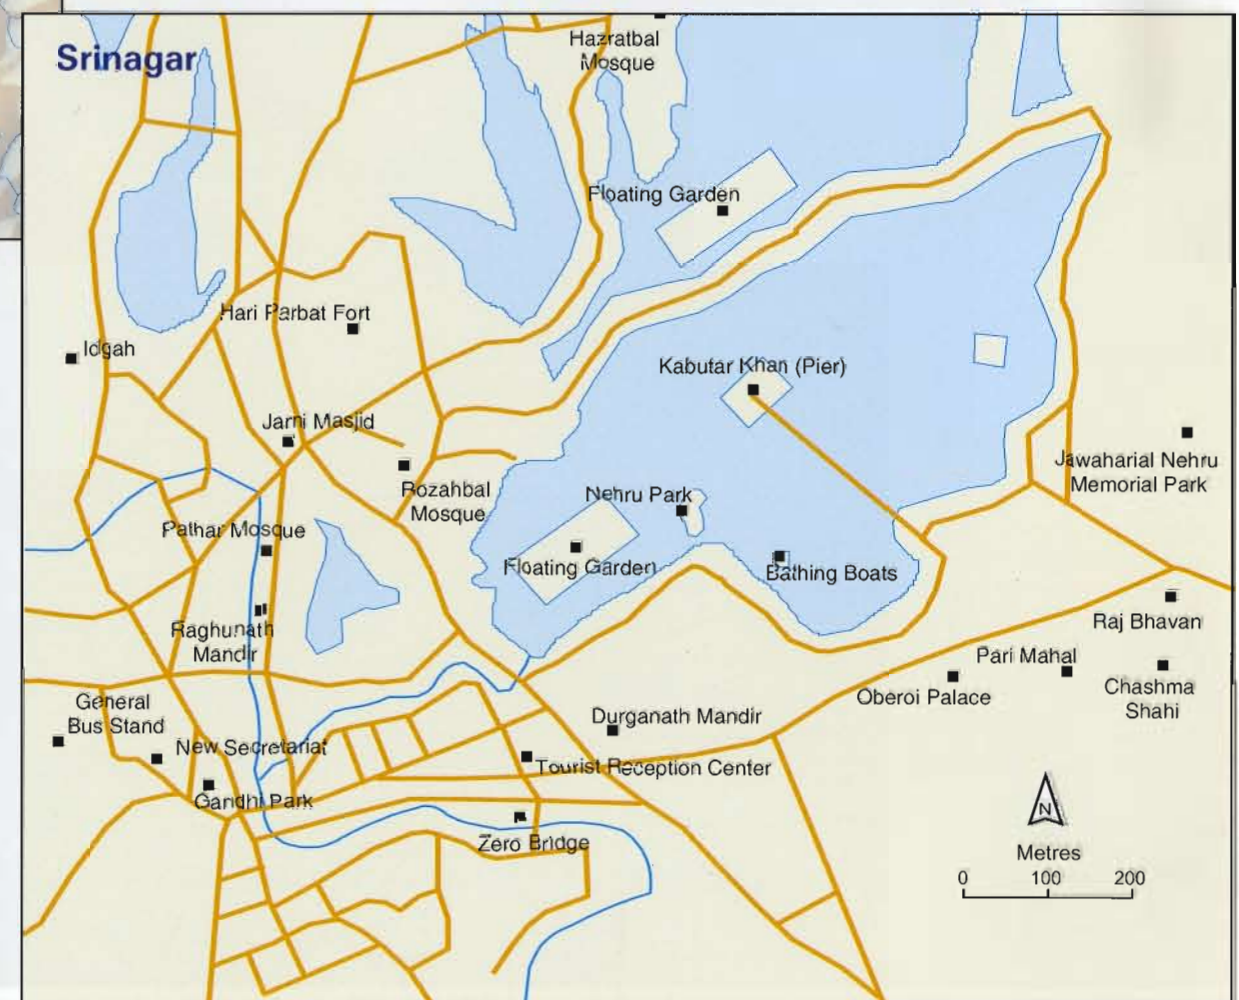 Srinagar
Hazratbal
Mosque
Floating Garden
Hari Parbat Fort
Idgah
Kabutar Khan (Pier)
Jarni Masjid
Jawaharial Nehru
Memorial Park
Rozahbal
Mosque
Nehru Park
Pathar Mosque
Floating Garden
Bathing Boats
Raj Bhavan
Raghunath
Mandir
Pari Mahal
Chashma
Shahi
Oberoi Palace
General
Bus Stand
Durganath Mandir
New Secretariat
Tourist Reception Center
Gandhi Park
N
Zero Bridge
Metres
0 100 200